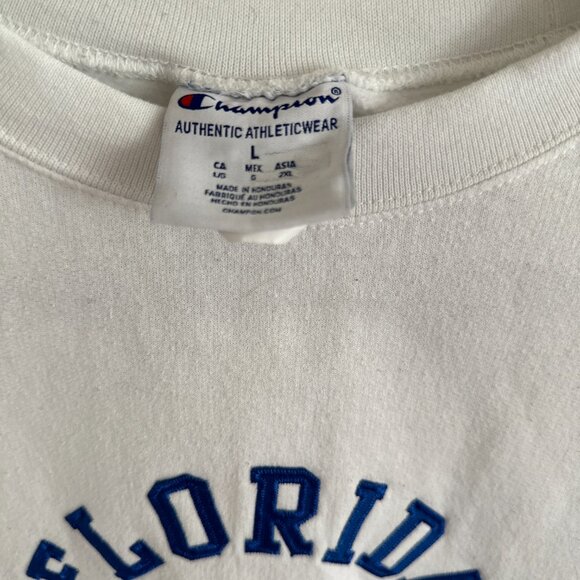 Champion®
AUTHENTIC ATHLETICWEAR
L
CA MEX ASIA
L/G G 2XL
MADE IN HONDURAS
FABRIQUÉ AU HONDURAS
HECHO EN HONDURAS
CHAMPION.COM
FLORIDA